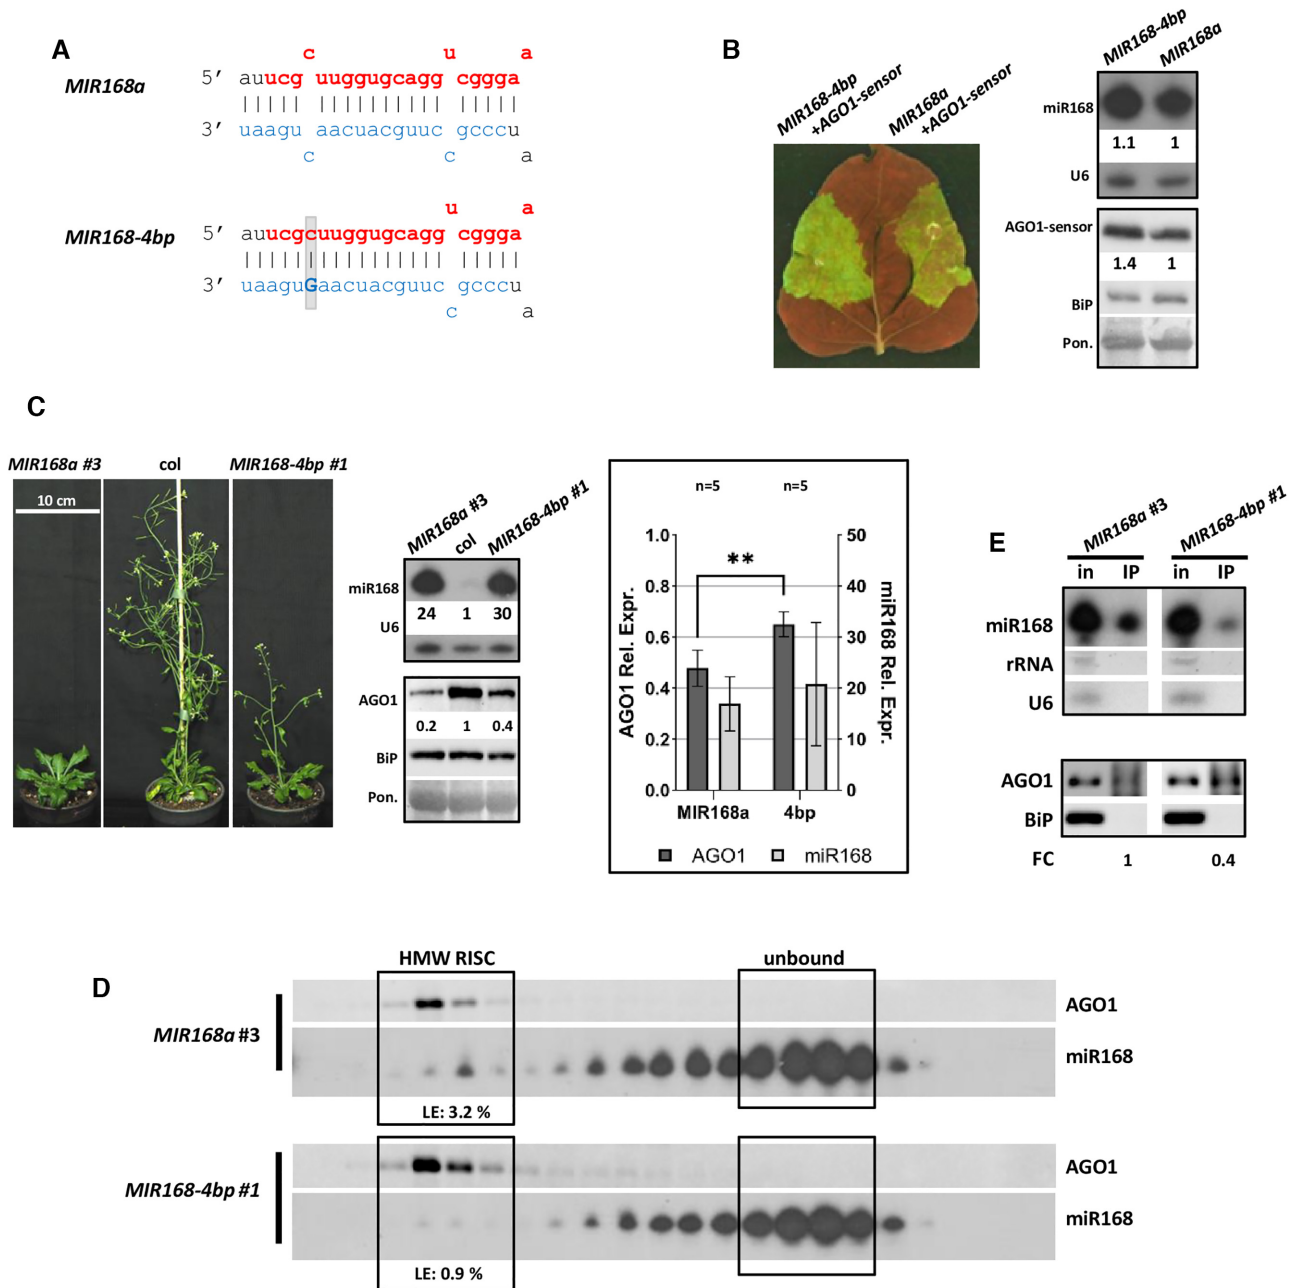 A
MIR168a
c u a
5’ auucg uuggugcagg cggga
3’ uaagu aacuacguuc gcccu
c c a
MIR168-4bp
u a
5’ auucgcuuggugcagg cggga
3’ uaaguGaacuacguuc gcccu
c a
B
MIR168-4bp
+AGO1-sensor
MIR168a
+AGO1-sensor
MIR168-4bp
MIR168a
miR168
1.1 1
U6
AGO1-sensor
1.4 1
BiP
Pon.
C
MIR168a #3
col
MIR168-4bp #1
10 cm
MIR168a #3
col
MIR168-4bp #1
miR168
24 1 30
U6
AGO1
0.2 1 0.4
BiP
Pon.
n=5 n=5
**
AGO1 Rel. Expr.
1.0
0.8
0.6
0.4
0.2
0.0
50
40
30
20
10
0
miR168 Rel. Expr.
MIR168a 4bp
AGO1 miR168
E
MIR168a #3
MIR168-4bp #1
in IP in IP
miR168
rRNA
U6
AGO1
BiP
FC 1 0.4
D
HMW RISC
unbound
MIR168a #3
AGO1
miR168
LE: 3.2 %
MIR168-4bp #1
AGO1
miR168
LE: 0.9 %